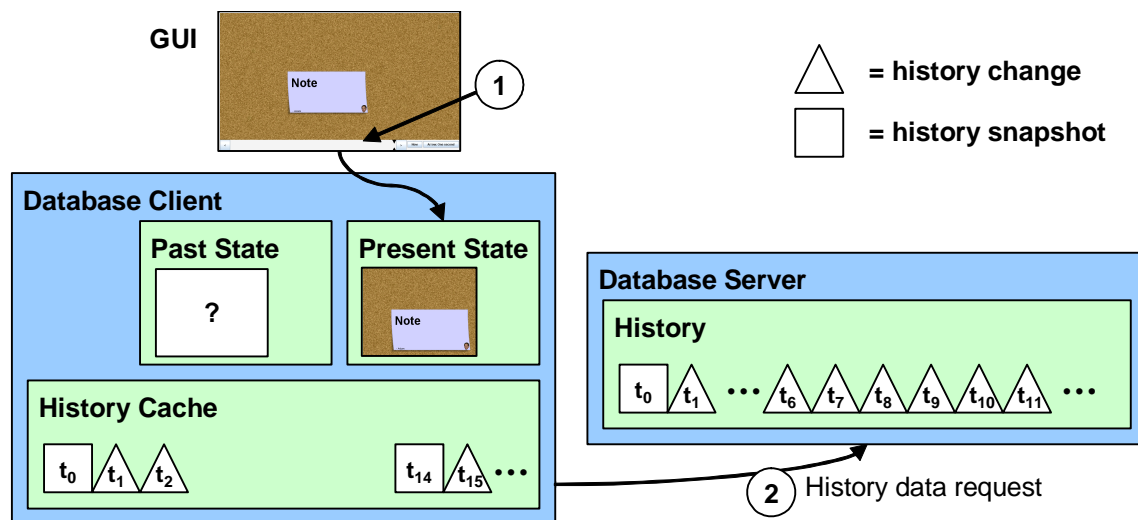 GUI
Note
1
= history change
= history snapshot
Database Client
Past State
Present State
?
Note
Database Server
History
t0 t1 ••• t6 t7 t8 t9 t10 t11 •••
History Cache
t0 t1 t2 t14 t15 •••
2 History data request